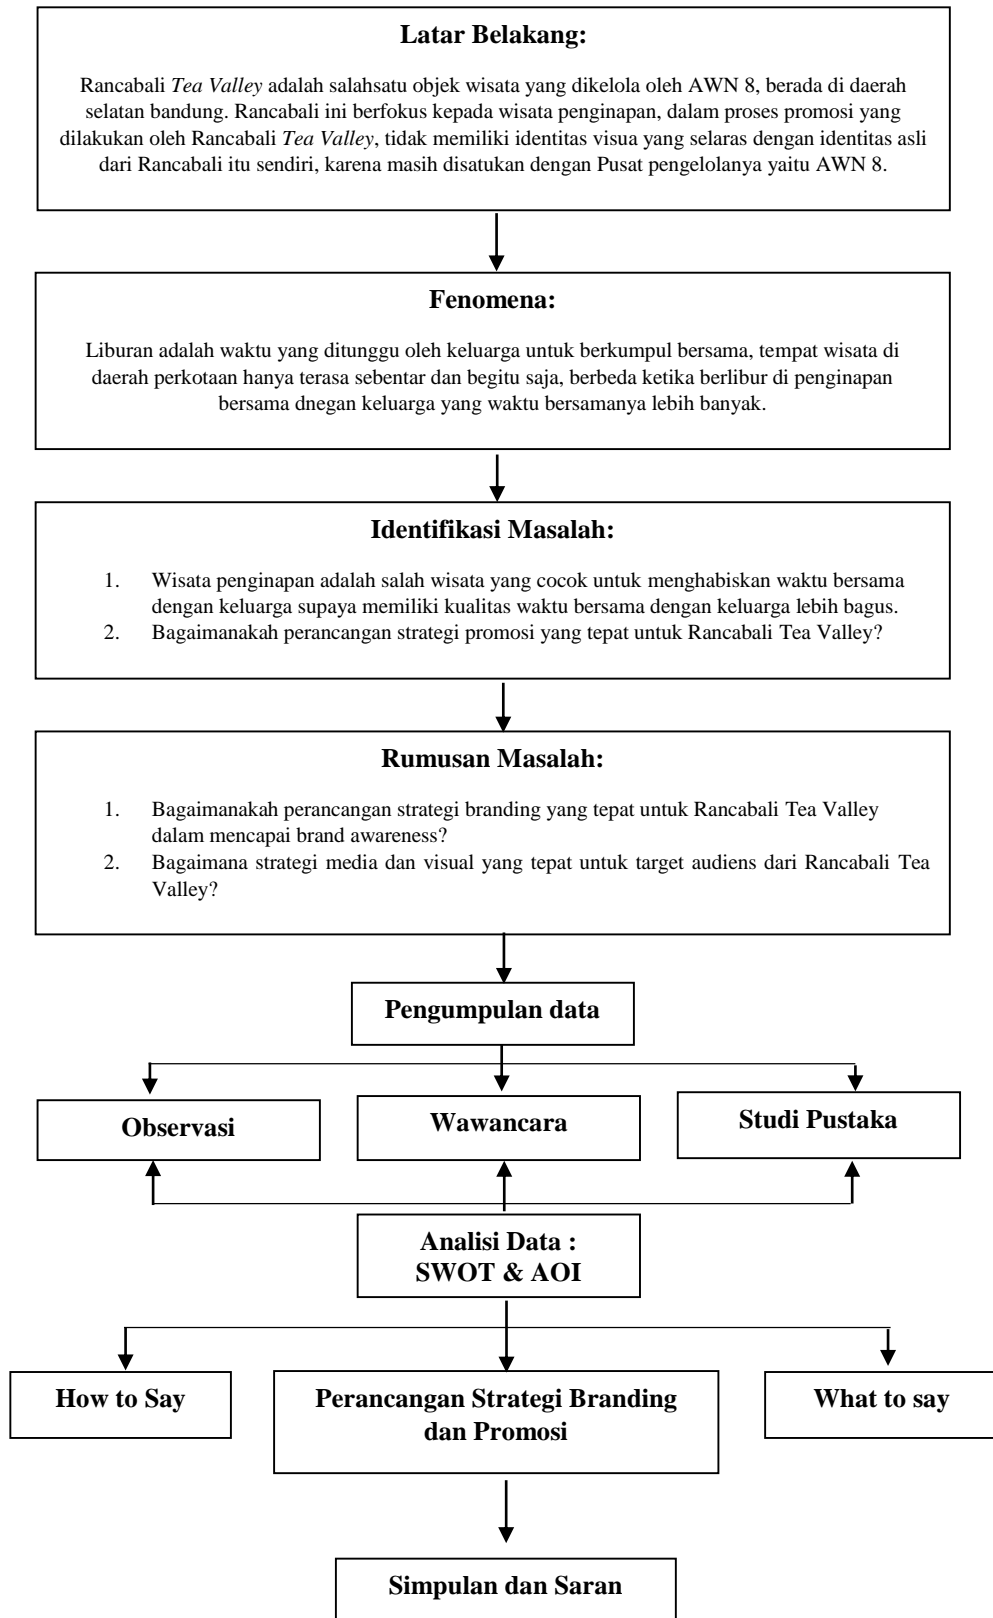 Latar Belakang:
Rancabali Tea Valley adalah salahsatu objek wisata yang dikelola oleh AWN 8, berada di daerah
selatan bandung. Rancabali ini berfokus kepada wisata penginapan, dalam proses promosi yang
dilakukan oleh Rancabali Tea Valley, tidak memiliki identitas visua yang selaras dengan identitas asli
dari Rancabali itu sendiri, karena masih disatukan dengan Pusat pengelolanya yaitu AWN 8.
Fenomena:
Liburan adalah waktu yang ditunggu oleh keluarga untuk berkumpul bersama, tempat wisata di
daerah perkotaan hanya terasa sebentar dan begitu saja, berbeda ketika berlibur di penginapan
bersama dnegan keluarga yang waktu bersamanya lebih banyak.
Identifikasi Masalah:
1. Wisata penginapan adalah salah wisata yang cocok untuk menghabiskan waktu bersama
dengan keluarga supaya memiliki kualitas waktu bersama dengan keluarga lebih bagus.
2. Bagaimanakah perancangan strategi promosi yang tepat untuk Rancabali Tea Valley?
Rumusan Masalah:
1. Bagaimanakah perancangan strategi branding yang tepat untuk Rancabali Tea Valley
dalam mencapai brand awareness?
2. Bagaimana strategi media dan visual yang tepat untuk target audiens dari Rancabali Tea
Valley?
Pengumpulan data
Observasi
Wawancara
Studi Pustaka
Analisi Data :
SWOT & AOI
How to Say
Perancangan Strategi Branding
dan Promosi
What to say
Simpulan dan Saran